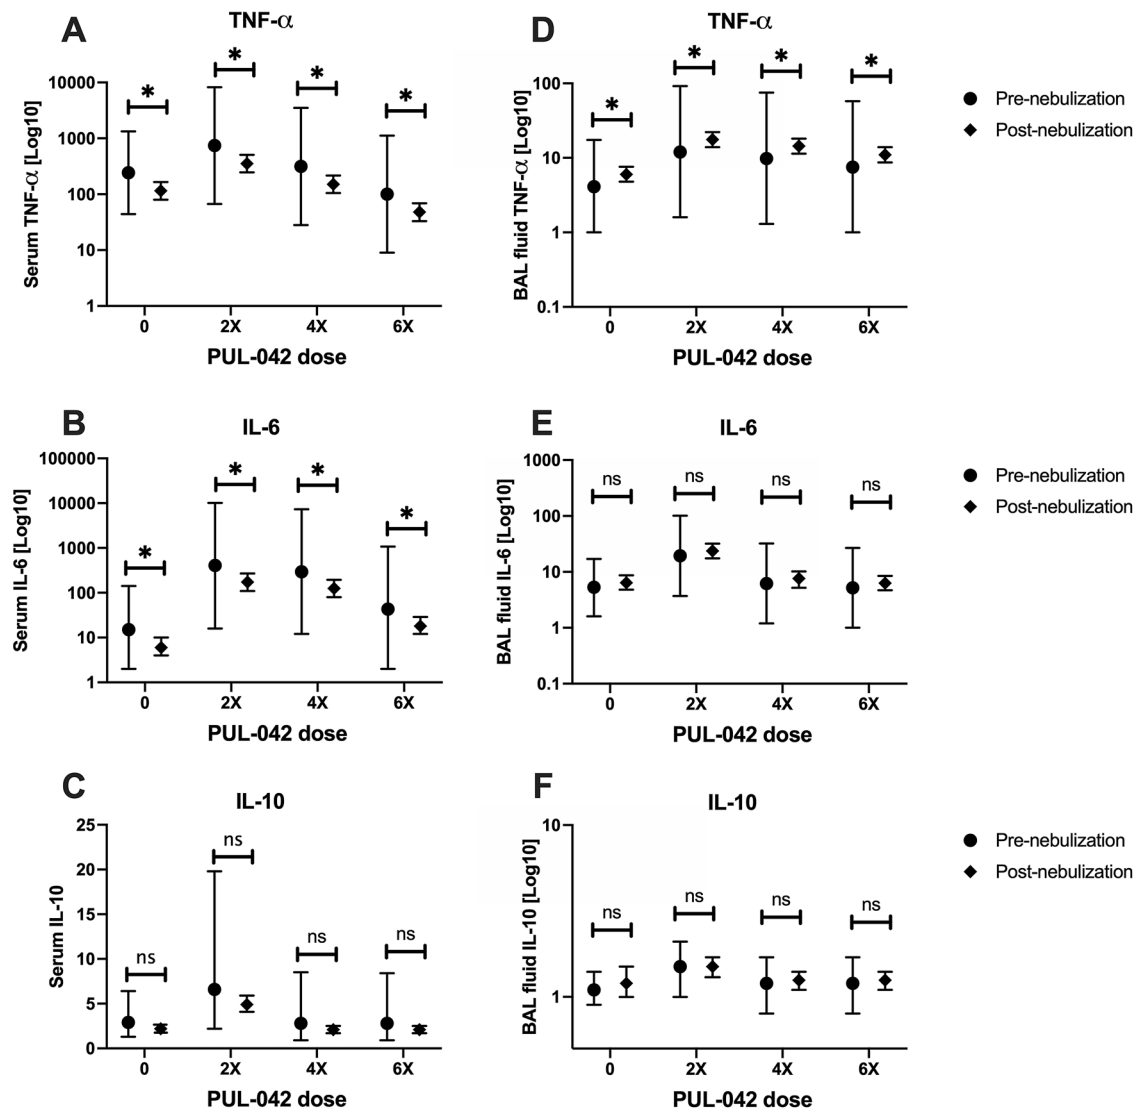 A
TNF-α
Serum TNF-α [Log10]
10000
1000
100
10
1
*
*
*
*
0
2X
4X
6X
PUL-042 dose
D
TNF-α
BAL fluid TNF-α [Log10]
100
10
1
0.1
*
*
*
*
0
2X
4X
6X
PUL-042 dose
Pre-nebulization
Post-nebulization
B
IL-6
Serum IL-6 [Log10]
100000
10000
1000
100
10
1
*
*
*
*
0
2X
4X
6X
PUL-042 dose
E
IL-6
BAL fluid IL-6 [Log10]
1000
100
10
1
0.1
ns
ns
ns
ns
0
2X
4X
6X
PUL-042 dose
Pre-nebulization
Post-nebulization
C
IL-10
Serum IL-10
25
20
15
10
5
0
ns
ns
ns
ns
0
2X
4X
6X
PUL-042 dose
F
IL-10
BAL fluid IL-10 [Log10]
10
1
ns
ns
ns
ns
0
2X
4X
6X
PUL-042 dose
Pre-nebulization
Post-nebulization